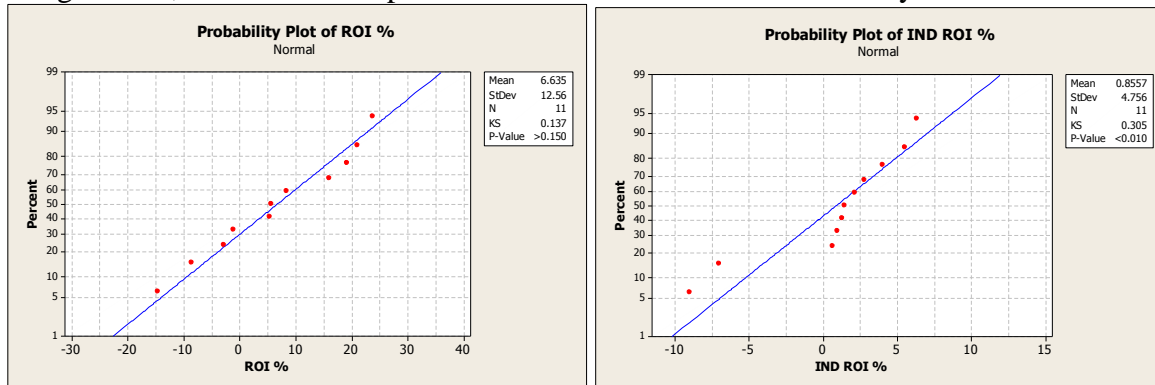 Probability Plot of ROI %
Normal
99
95
90
80
70
60
50
40
30
20
10
5
1
Percent
-30 -20 -10 0 10 20 30 40
ROI %
Mean 6.635
StDev 12.56
N 11
KS 0.137
P-Value >0.150
Probability Plot of IND ROI %
Normal
99
95
90
80
70
60
50
40
30
20
10
5
1
Percent
-10 -5 0 5 10 15
IND ROI %
Mean 0.8557
StDev 4.756
N 11
KS 0.305
P-Value <0.010